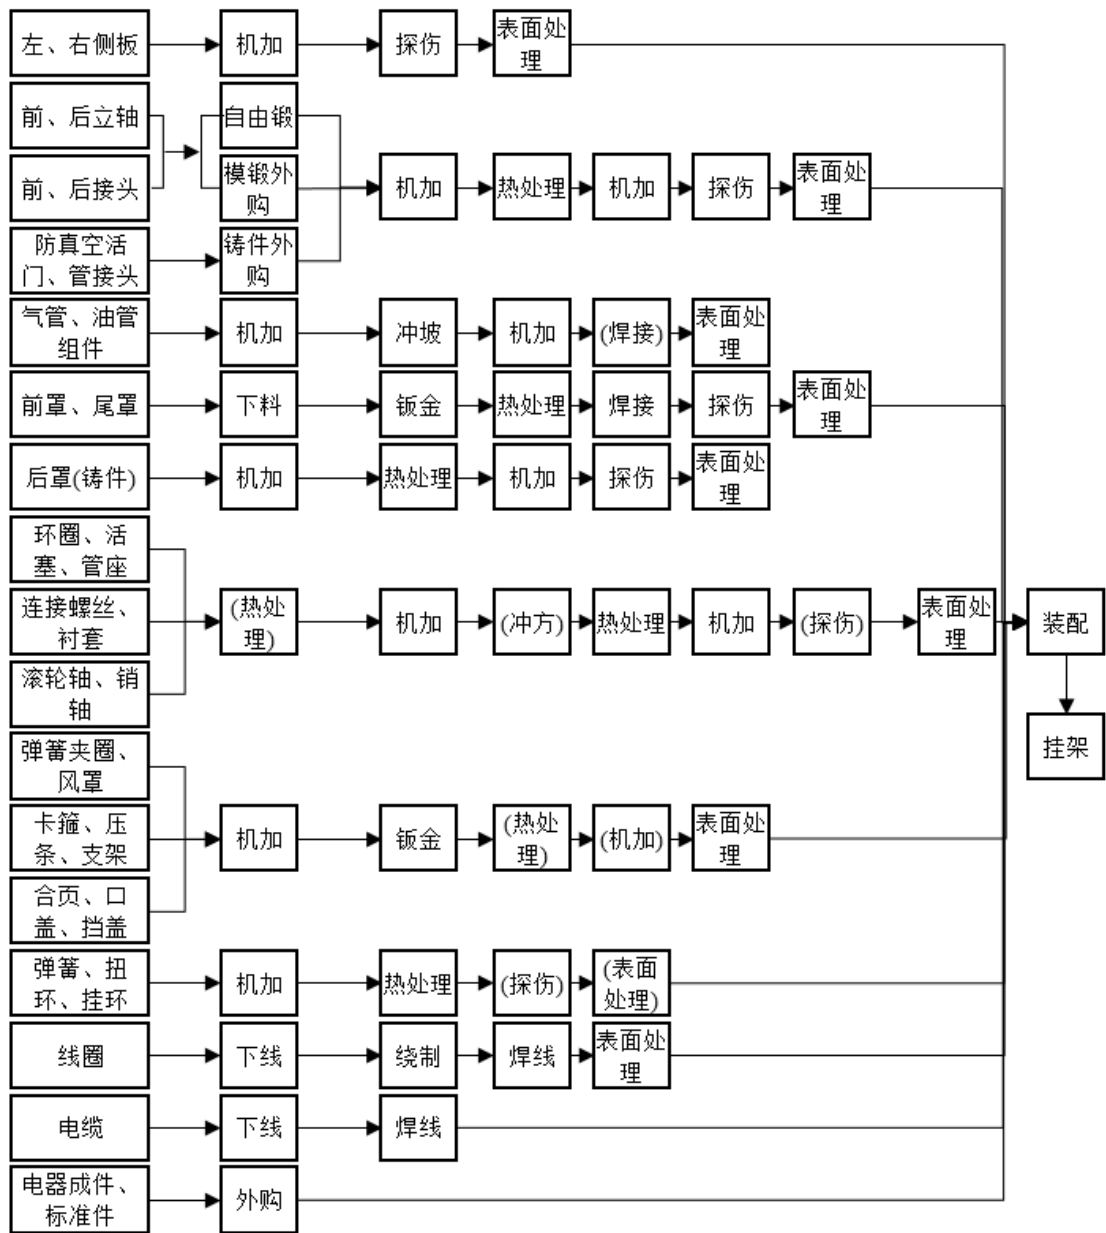 左、右侧板
机加
探伤
表面处
理
前、后立轴
自由锻
前、后接头
模锻外
购
机加
热处理
机加
探伤
表面处
理
防真空活
门、管接头
铸件外
购
气管、油管
组件
机加
冲坡
机加
(焊接)
表面处
理
前罩、尾罩
下料
钣金
热处理
焊接
探伤
表面处
理
后罩(铸件)
机加
热处理
机加
探伤
表面处
理
环圈、活
塞、管座
连接螺丝、
衬套
(热处
理)
机加
(冲方)
热处理
机加
(探伤)
表面处
理
装配
滚轮轴、销
轴
挂架
弹簧夹圈、
风罩
卡箍、压
条、支架
机加
钣金
(热处
理)
(机加)
表面处
理
合页、口
盖、挡盖
弹簧、扭
环、挂环
机加
热处理
(探伤)
(表面
处理)
线圈
下线
绕制
焊线
表面处
理
电缆
下线
焊线
电器成件、
标准件
外购